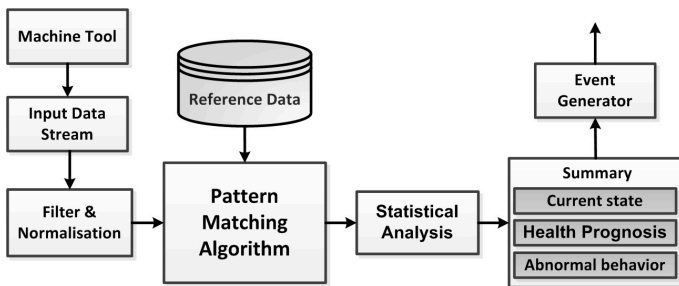 Machine Tool
Input Data
Stream
Filter &
Normalisation
Reference Data
Pattern
Matching
Algorithm
Statistical
Analysis
Event
Generator
Summary
Current state
Health Prognosis
Abnormal behavior